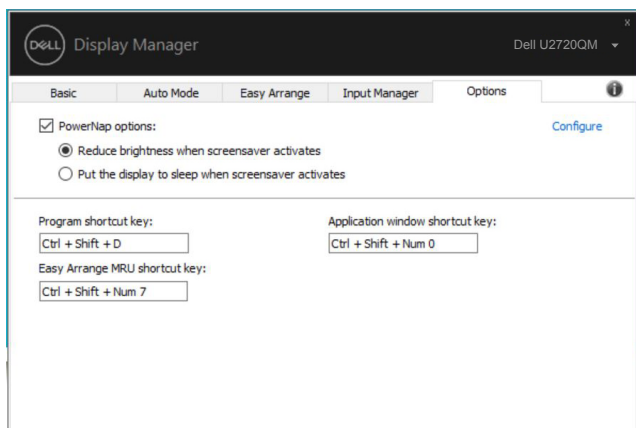 x
DELL Display Manager Dell U2720QM
Basic Auto Mode Easy Arrange Input Manager Options
PowerNap options: Configure
Reduce brightness when screensaver activates
Put the display to sleep when screensaver activates
Program shortcut key: Application window shortcut key:
Ctrl + Shift + D Ctrl + Shift + Num 0
Easy Arrange MRU shortcut key:
Ctrl + Shift + Num 7